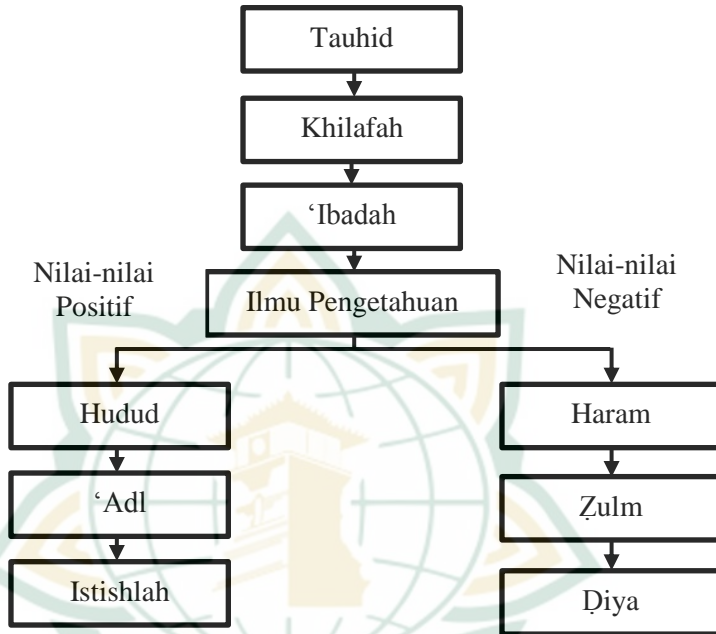 Tauhid
Khilafah
‘Ibadah
Nilai-nilai
Positif
Ilmu Pengetahuan
Nilai-nilai
Negatif
Hudud
Haram
‘Adl
Ẓulm
Istishlah
Ḍiya